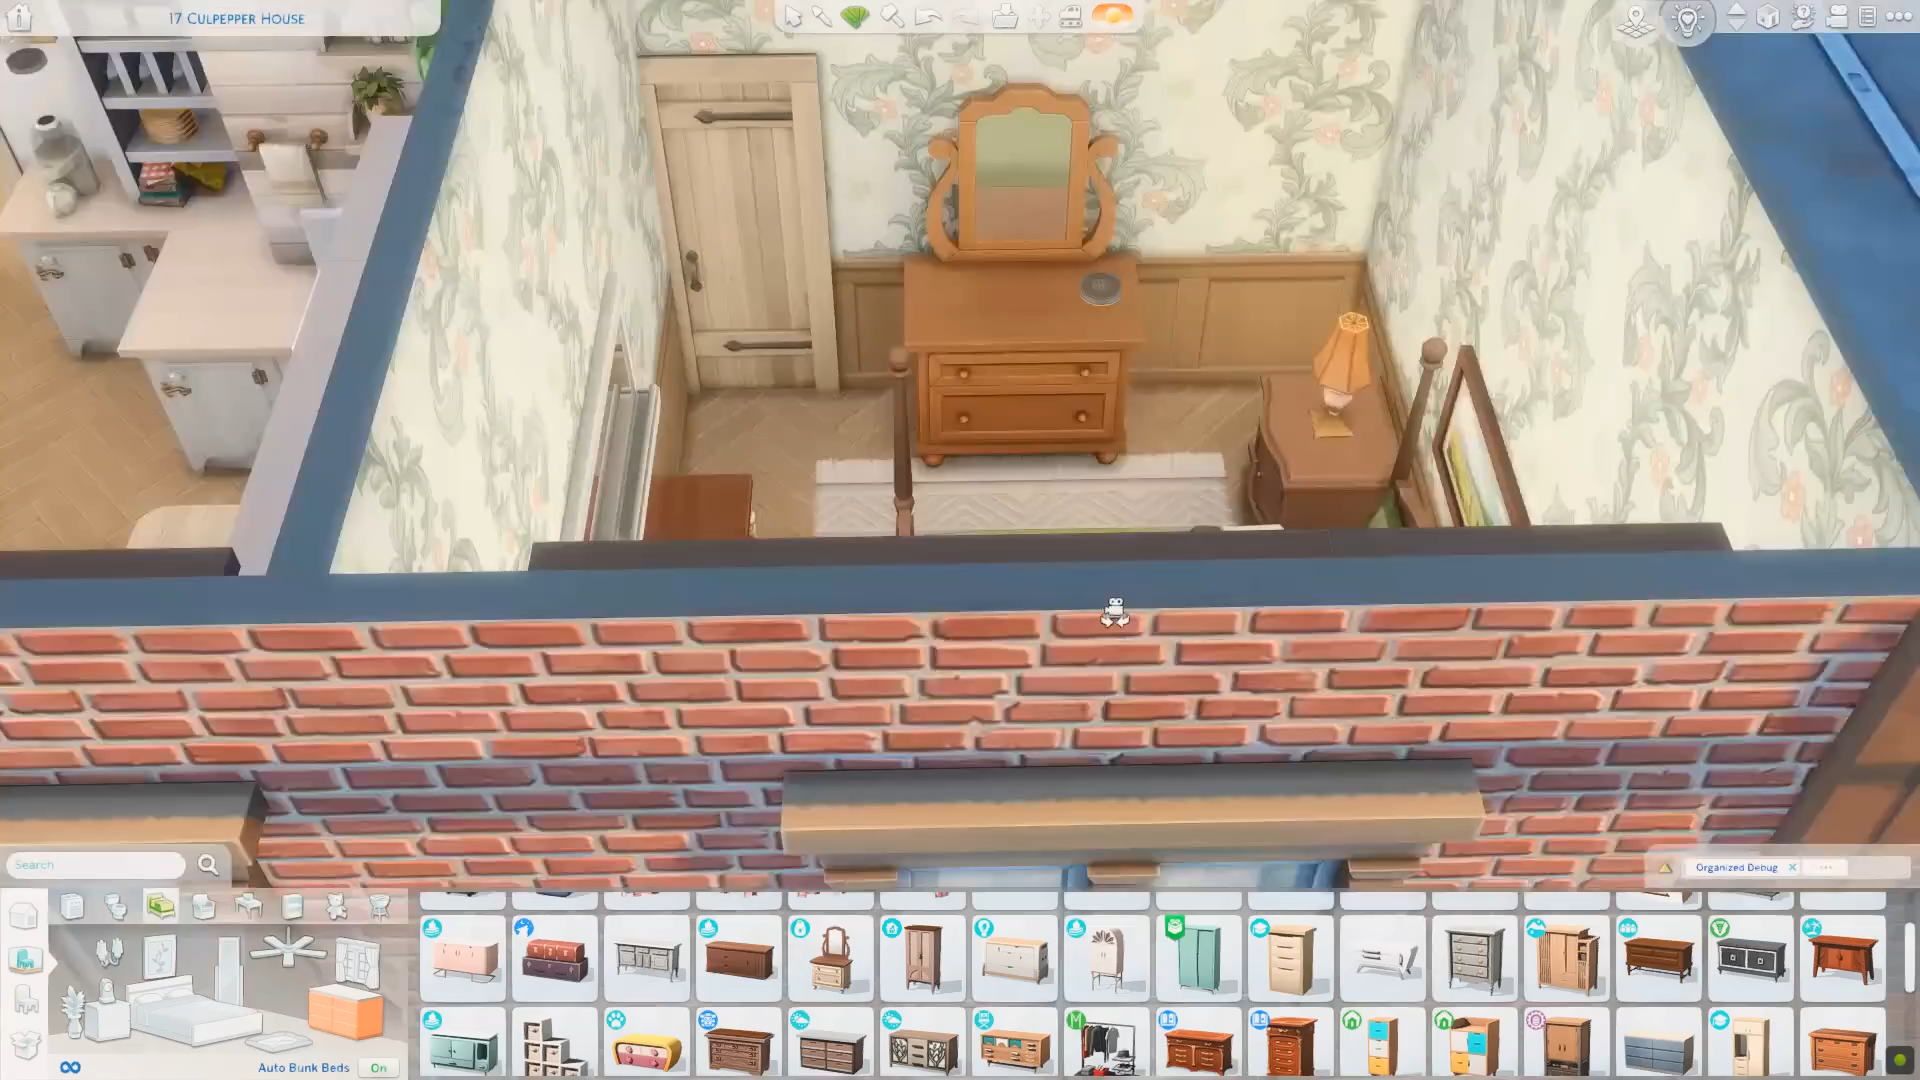 17 Culpepper House
Search
Organized Debug
Auto Bunk Beds
On